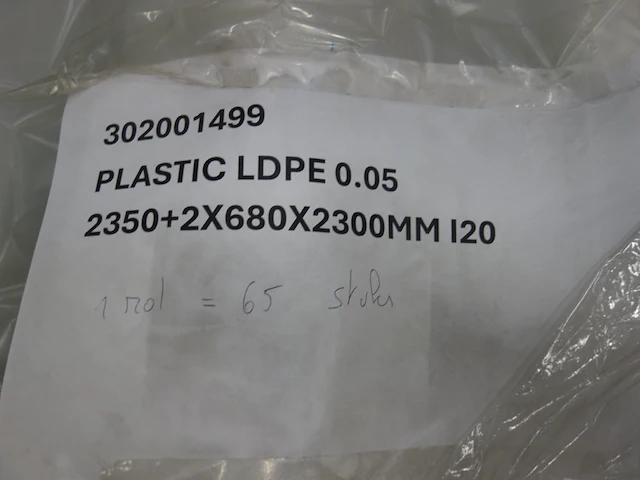 302001499
PLASTIC LDPE 0.05
2350+2X680X2300MM I20
1 rol = 65 stuks